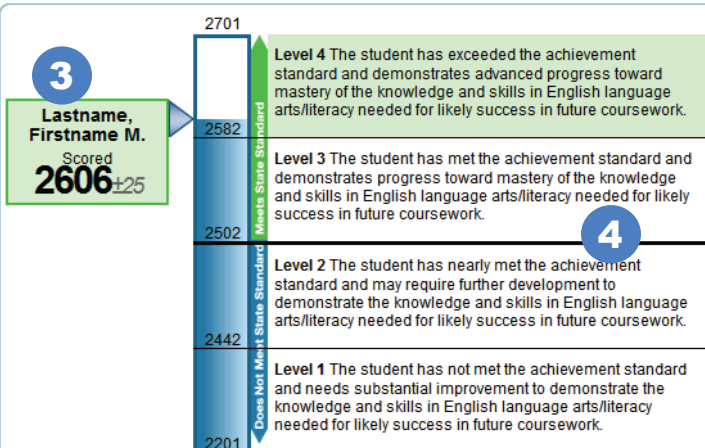 2701
3
Lastname,
Firstname M.
Scored
2606±25
2582
2502
2442
2201
Meets State Standard
Does Not Meet State Standard
Level 4 The student has exceeded the achievement
standard and demonstrates advanced progress toward
mastery of the knowledge and skills in English language
arts/literacy needed for likely success in future coursework.
Level 3 The student has met the achievement standard and
demonstrates progress toward mastery of the knowledge
and skills in English language arts/literacy needed for likely
success in future coursework.
4
Level 2 The student has nearly met the achievement
standard and may require further development to
demonstrate the knowledge and skills in English language
arts/literacy needed for likely success in future coursework.
Level 1 The student has not met the achievement standard
and needs substantial improvement to demonstrate the
knowledge and skills in English language arts/literacy
needed for likely success in future coursework.